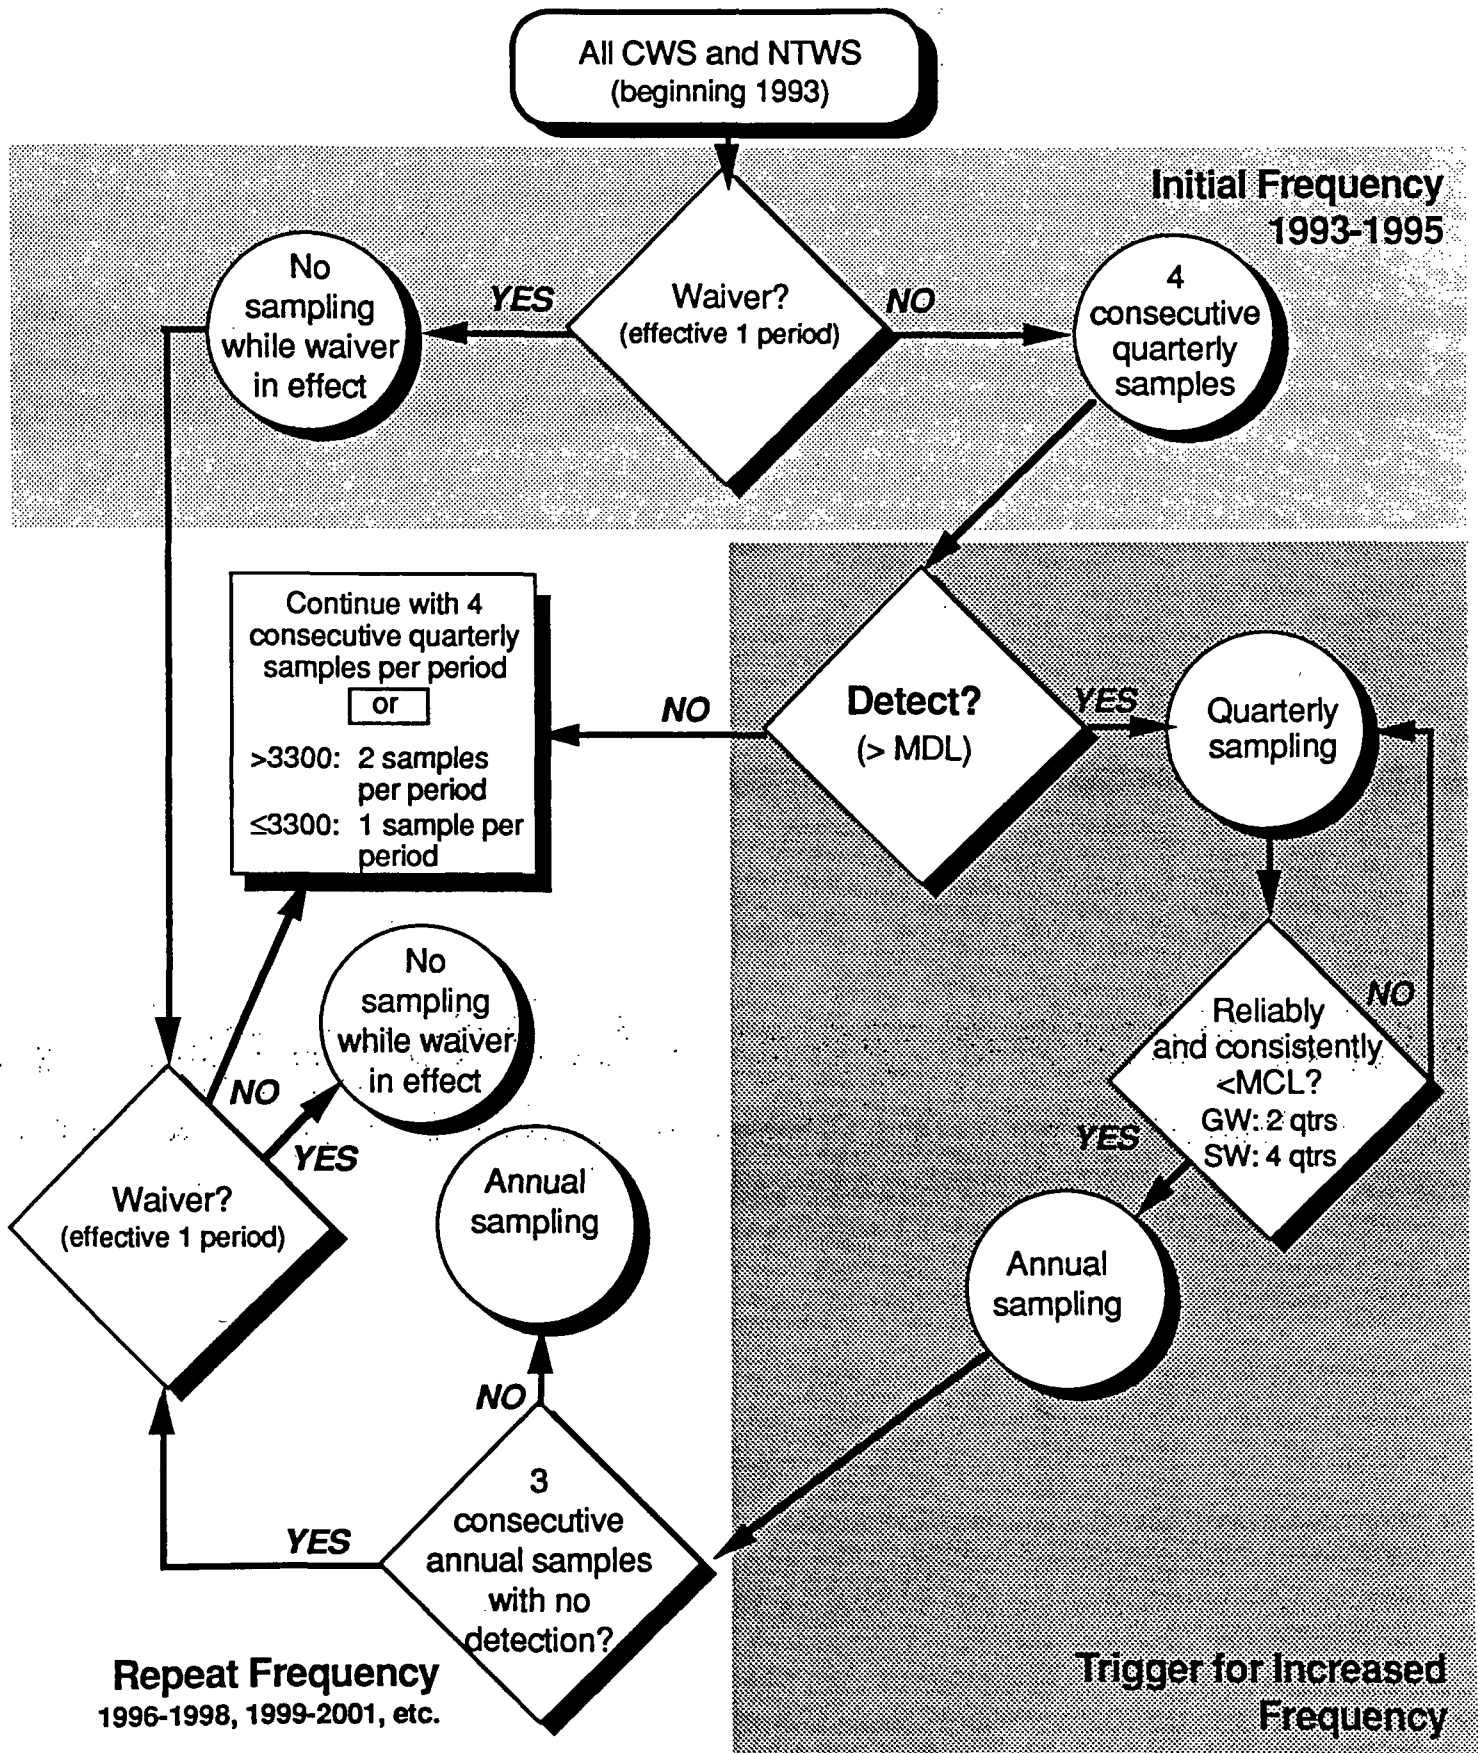 All CWS and NTWS
(beginning 1993)
Initial Frequency
1993-1995
No
sampling
while waiver
in effect
YES
Waiver?
(effective 1 period)
NO
4
consecutive
quarterly
samples
Continue with 4
consecutive quarterly
samples per period
or
>3300: 2 samples
per period
≤3300: 1 sample per
period
NO
Detect?
(> MDL)
YES
Quarterly
sampling
No
sampling
while waiver
in effect
NO
YES
Waiver?
(effective 1 period)
Annual
sampling
NO
Reliably
and consistently
<MCL?
GW: 2 qtrs
SW: 4 qtrs
NO
YES
Annual
sampling
3
consecutive
annual samples
with no
detection?
YES
Repeat Frequency
1996-1998, 1999-2001, etc.
Trigger for Increased
Frequency